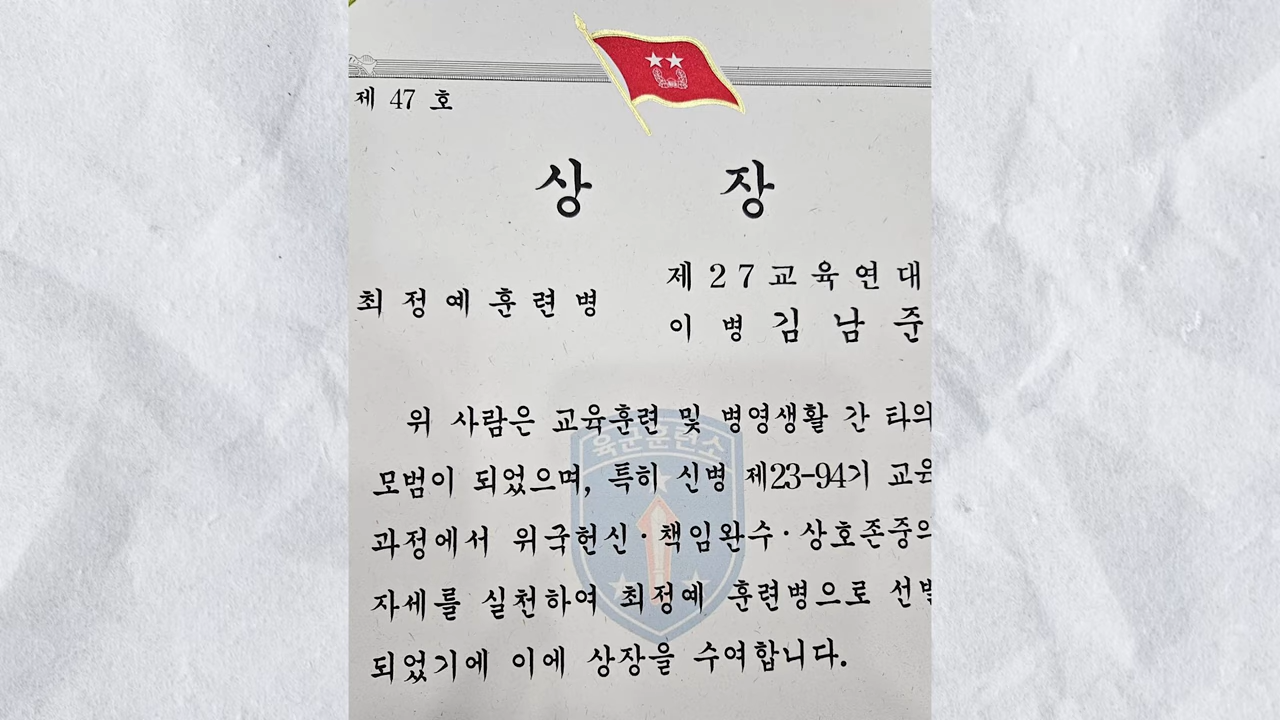 제 47 호
상 장
최 정 예 훈 련 병
제 2 7 교 육 연 대
이 병 김 남 준
위 사람은 교육훈련 및 병영생활 간 타의
모범이 되었으며, 특히 신병 제23-94기 교육
과정에서 위국헌신·책임완수·상호존중의
자세를 실천하여 최정예 훈련병으로 선발
되었기에 이에 상장을 수여합니다.
육군훈련소